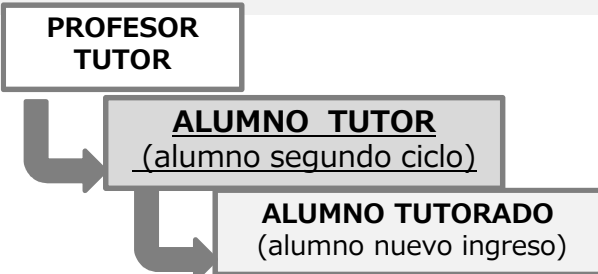 PROFESOR
TUTOR
ALUMNO TUTOR
(alumno segundo ciclo)
ALUMNO TUTORADO
(alumno nuevo ingreso)